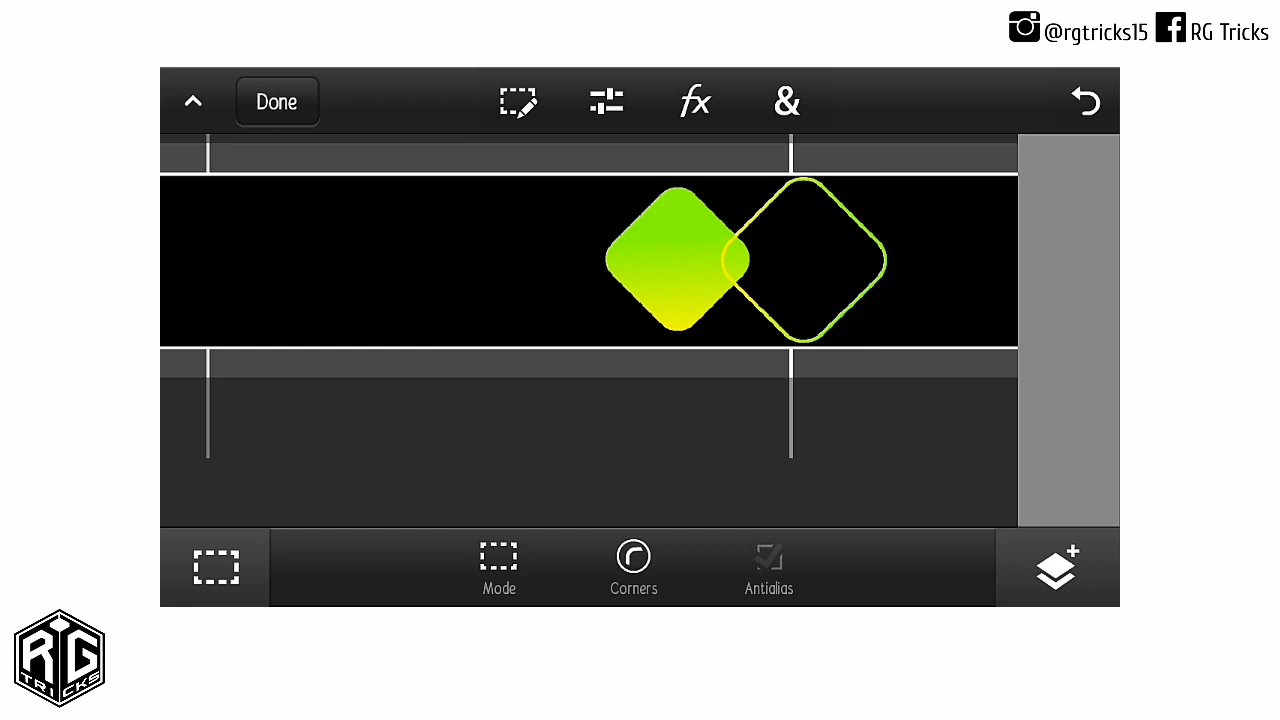 @rgtricks15 RG Tricks
Done
fx
&
Mode
Corners
Antialias
RG
TRICKS